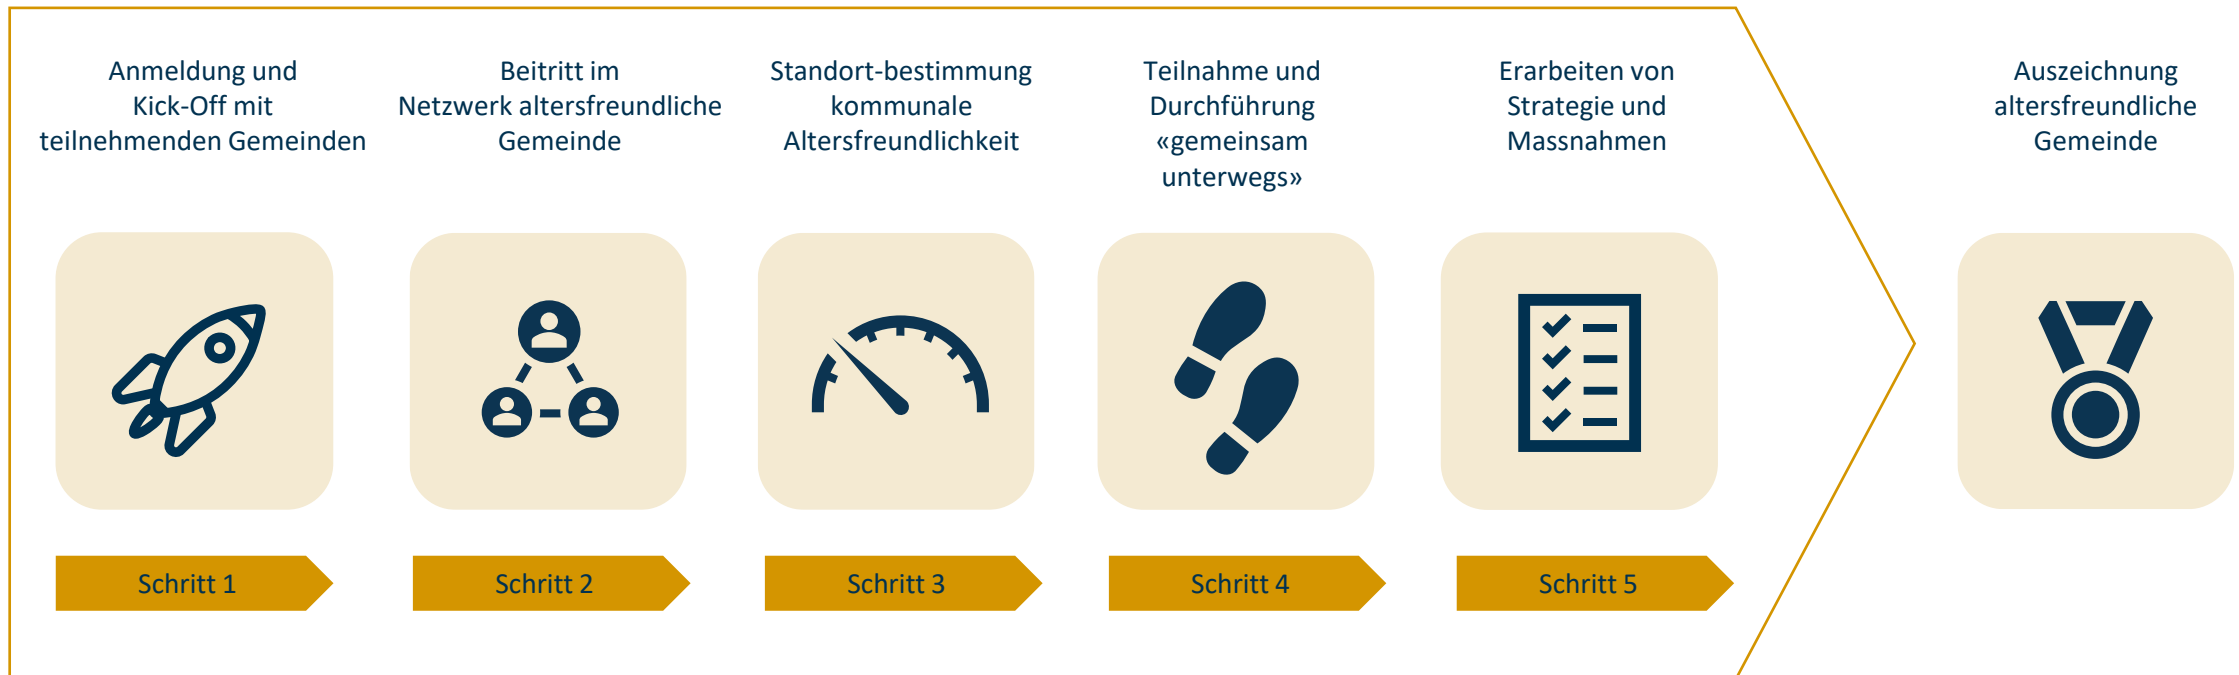 Anmeldung und
Kick-Off mit
teilnehmenden Gemeinden
Beitritt im
Netzwerk altersfreundliche
Gemeinde
Standort-bestimmung
kommunale
Altersfreundlichkeit
Teilnahme und
Durchführung
«gemeinsam
unterwegs»
Erarbeiten von
Strategie und
Massnahmen
Auszeichnung
altersfreundliche
Gemeinde
Schritt 1
Schritt 2
Schritt 3
Schritt 4
Schritt 5